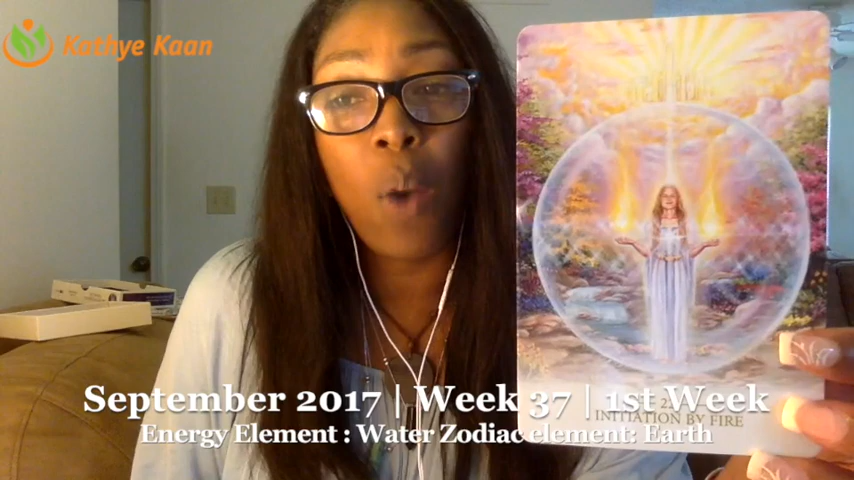 Kathye Kaan
September 2017 | Week 37 | 1st Week
INITIATION BY FIRE
Energy Element : Water Zodiac element: Earth